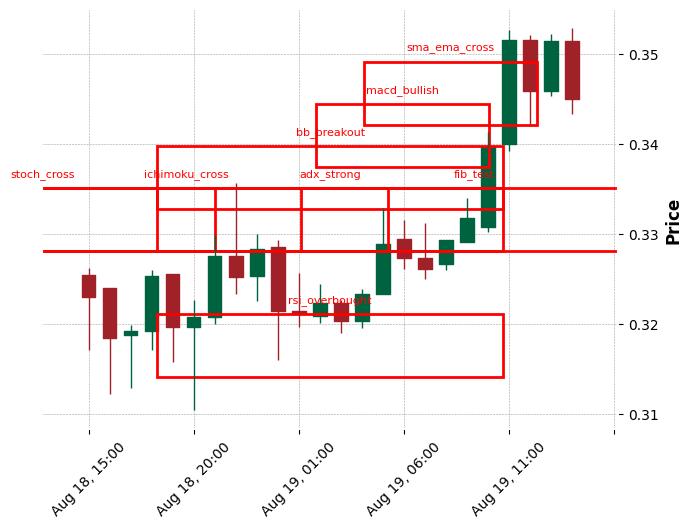 sma_ema_cross
0.35
macd_bullish
0.34
bb_breakout
stoch_cross
ichimoku_cross
adx_strong
fib_test
0.33
Price
rsi_overbought
0.32
0.31
Aug 18, 15:00
Aug 18, 20:00
Aug 19, 01:00
Aug 19, 06:00
Aug 19, 11:00